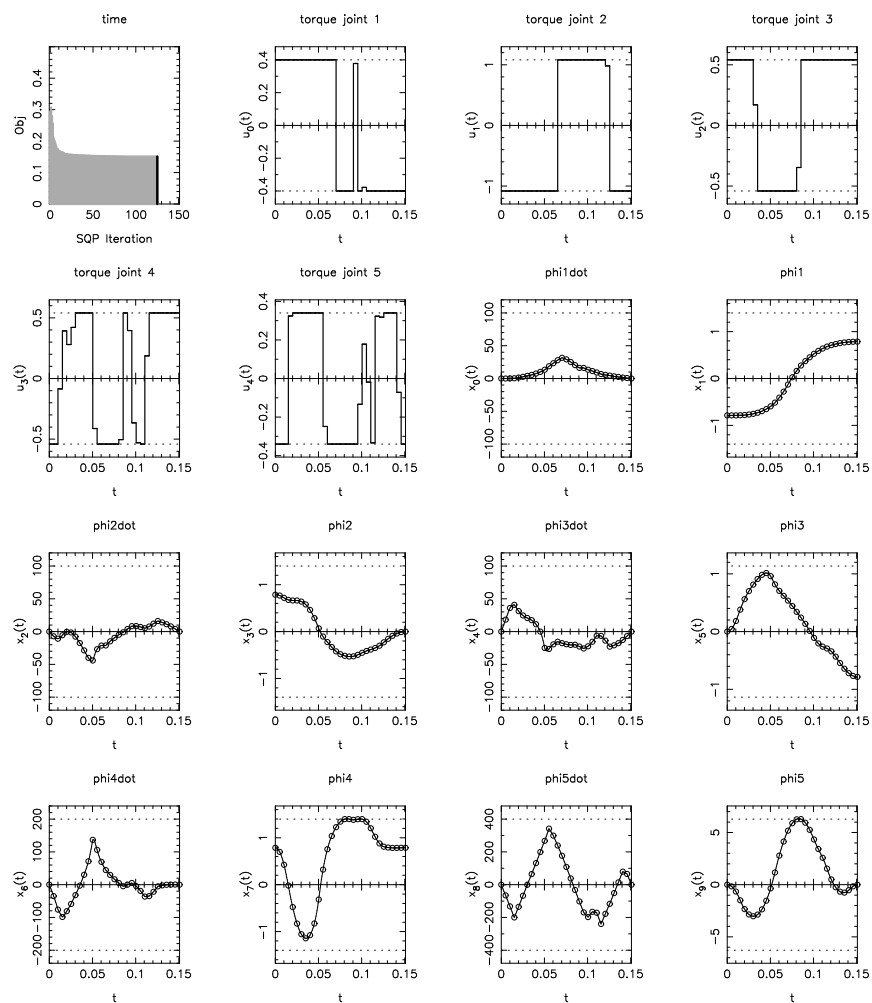 time
Obj
0 0.1 0.2 0.3 0.4
0 50 100 150
SQP Iteration
torque joint 1
u0(t)
−0.4 −0.2 0 0.2 0.4
0 0.05 0.1 0.15
t
torque joint 2
u1(t)
−1 0 1
0 0.05 0.1 0.15
t
torque joint 3
u2(t)
−0.5 0 0.5
0 0.05 0.1 0.15
t
torque joint 4
u3(t)
−0.5 0 0.5
0 0.05 0.1 0.15
t
torque joint 5
u4(t)
−0.4 −0.2 0 0.2 0.4
0 0.05 0.1 0.15
t
phi1dot
x0(t)
−100 −50 0 50 100
0 0.05 0.1 0.15
t
phi1
x1(t)
−1 0 1
0 0.05 0.1 0.15
t
phi2dot
x2(t)
−100 −50 0 50 100
0 0.05 0.1 0.15
t
phi2
x3(t)
−1 0 1
0 0.05 0.1 0.15
t
phi3dot
x4(t)
−100 −50 0 50 100
0 0.05 0.1 0.15
t
phi3
x5(t)
−1 0 1
0 0.05 0.1 0.15
t
phi4dot
x6(t)
−200 −100 0 100 200
0 0.05 0.1 0.15
t
phi4
x7(t)
−1 0 1
0 0.05 0.1 0.15
t
phi5dot
x8(t)
−400 −200 0 200 400
0 0.05 0.1 0.15
t
phi5
x9(t)
−5 0 5
0 0.05 0.1 0.15
t